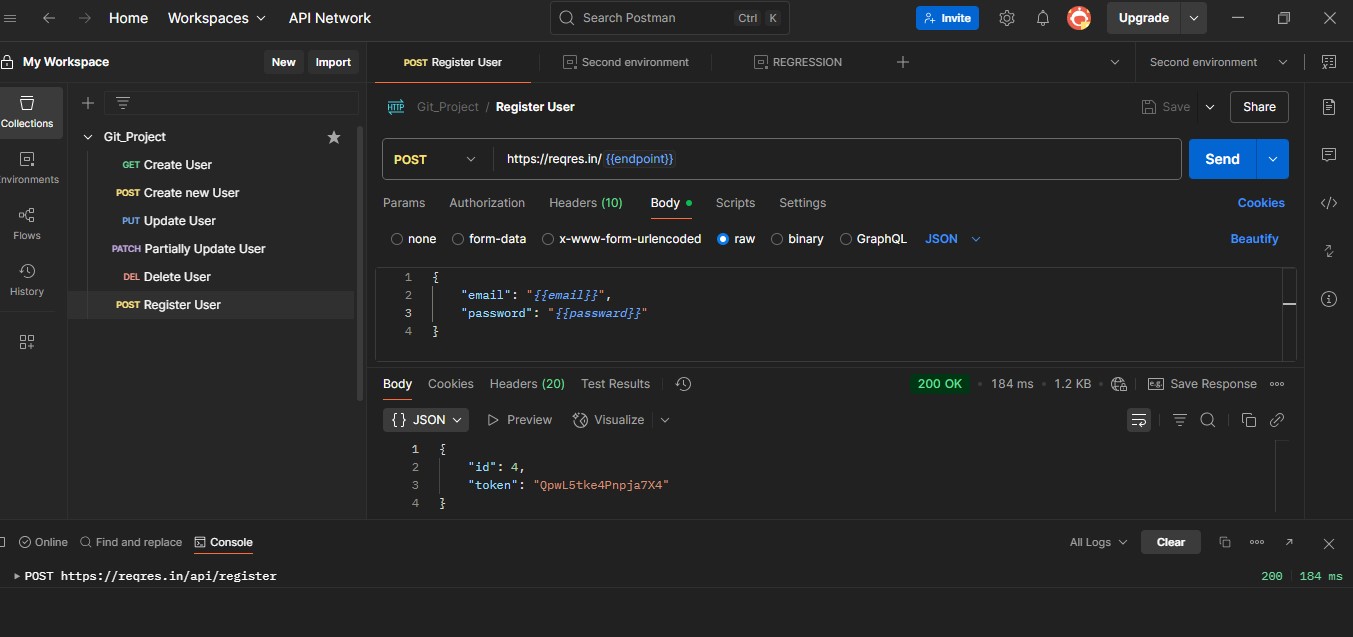 Home Workspaces API Network Search Postman Ctrl K Invite Upgrade
My Workspace New Import POST Register User Second environment REGRESSION Second environment
Collections
nvironments
Flows
History
Git_Project
GET Create User
POST Create new User
PUT Update User
PATCH Partially Update User
DEL Delete User
POST Register User
HTTP Git_Project / Register User Save Share
POST https://reqres.in/ {{endpoint}} Send
Params Authorization Headers (10) Body Scripts Settings Cookies
none form-data x-www-form-urlencoded raw binary GraphQL JSON Beautify
1 {
2 "email": "{{email}}",
3 "password": "{{passward}}"
4 }
Body Cookies Headers (20) Test Results 200 OK • 184 ms • 1.2 KB • e.g. Save Response
{} JSON Preview Visualize
1 {
2 "id": 4,
3 "token": "QpwL5tke4Pnpja7X4"
4 }
Online Find and replace Console All Logs Clear
POST https://reqres.in/api/register 200 184 ms